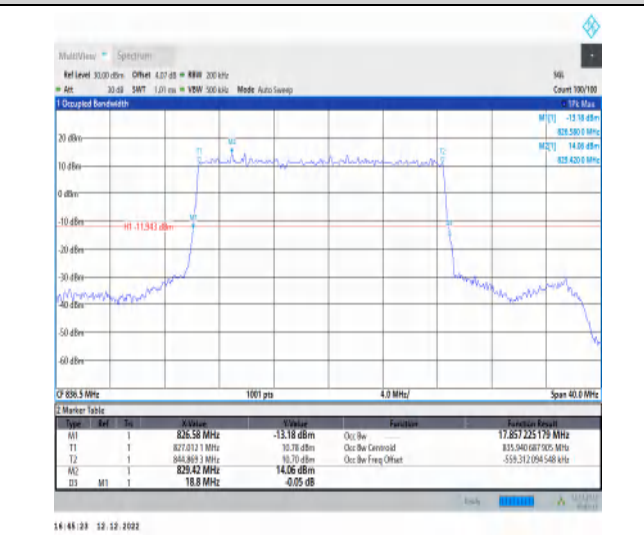 MultiView Spectrum
Ref Level 30.00 dBm Offset 4.07 dB RBW 200 kHz SGL
Att 30 dB SWT 1.01 ms VBW 500 kHz Mode Auto Sweep Count 100/100
1 Occupied Bandwidth 1Pk Max
M1[1] -13.18 dBm
826.580 0 MHz
M2[1] 14.06 dBm
20 dBm
10 dBm
0 dBm
-10 dBm
H1 -11.943 dBm
-20 dBm
-30 dBm
-40 dBm
-50 dBm
-60 dBm
CF 836.5 MHz 1001 pts 4.0 MHz/ Span 40.0 MHz
2 Marker Table
Type Ref Trc X-Value Y-Value Function Function Result
M1 1 826.58 MHz -13.18 dBm Occ Bw 17.857 225 179 MHz
T1 1 827.012 1 MHz 10.78 dBm Occ Bw Centroid 835.940 687 905 MHz
T2 1 844.869 3 MHz 10.70 dBm Occ Bw Freq Offset -559.312 094 548 kHz
M2 1 829.42 MHz 14.06 dBm
D3 M1 1 18.8 MHz -0.05 dB
Ready
16:45:23 12.12.2022